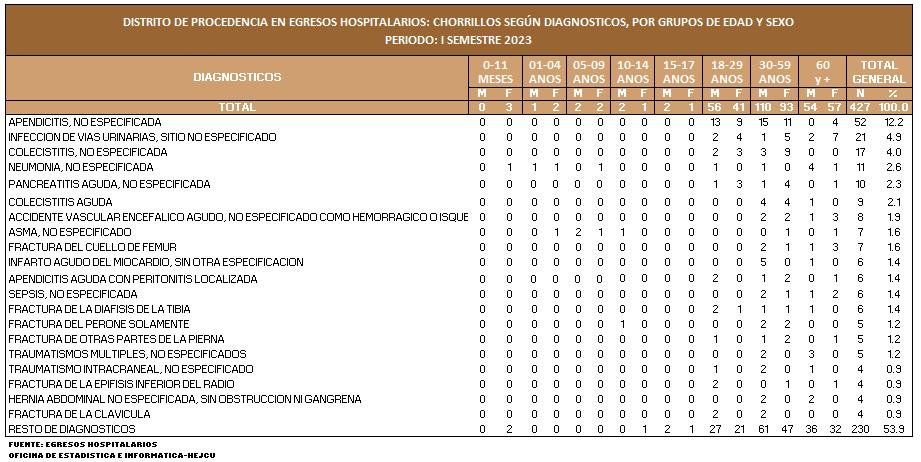 DISTRITO DE PROCEDENCIA EN EGRESOS HOSPITALARIOS: CHORRILLOS SEGÚN DIAGNOSTICOS, POR GRUPOS DE EDAD Y SEXO
PERIODO: I SEMESTRE 2023
DIAGNOSTICOS 0-11 MESES 01-04 ANOS 05-09 ANOS 10-14 ANOS 15-17 ANOS 18-29 ANOS 30-59 ANOS 60 y + TOTAL GENERAL
M F M F M F M F M F M F M F M F N %
TOTAL 0 3 1 2 2 2 2 1 2 1 56 41 110 93 54 57 427 100.0
APENDICITIS, NO ESPECIFICADA 0 0 0 0 0 0 0 0 0 0 13 9 15 11 0 4 52 12.2
INFECCION DE VIAS URINARIAS, SITIO NO ESPECIFICADO 0 0 0 0 0 0 0 0 0 0 2 4 1 5 2 7 21 4.9
COLECISTITIS, NO ESPECIFICADA 0 0 0 0 0 0 0 0 0 0 2 3 3 9 0 0 17 4.0
NEUMONIA, NO ESPECIFICADA 0 1 1 1 0 1 0 0 0 0 1 0 1 0 4 1 11 2.6
PANCREATITIS AGUDA, NO ESPECIFICADA 0 0 0 0 0 0 0 0 0 0 1 3 1 4 0 1 10 2.3
COLECISTITIS AGUDA 0 0 0 0 0 0 0 0 0 0 0 0 4 4 1 0 9 2.1
ACCIDENTE VASCULAR ENCEFALICO AGUDO, NO ESPECIFICADO COMO HEMORRAGICO O ISQUE 0 0 0 0 0 0 0 0 0 0 0 0 2 2 1 3 8 1.9
ASMA, NO ESPECIFICADO 0 0 0 1 2 1 1 0 0 0 0 0 0 1 0 1 7 1.6
FRACTURA DEL CUELLO DE FEMUR 0 0 0 0 0 0 0 0 0 0 0 0 2 1 1 3 7 1.6
INFARTO AGUDO DEL MIOCARDIO, SIN OTRA ESPECIFICACION 0 0 0 0 0 0 0 0 0 0 0 0 5 0 1 0 6 1.4
APENDICITIS AGUDA CON PERITONITIS LOCALIZADA 0 0 0 0 0 0 0 0 0 0 2 0 1 2 0 1 6 1.4
SEPSIS, NO ESPECIFICADA 0 0 0 0 0 0 0 0 0 0 0 0 2 1 1 2 6 1.4
FRACTURA DE LA DIAFISIS DE LA TIBIA 0 0 0 0 0 0 0 0 0 0 2 1 1 1 1 0 6 1.4
FRACTURA DEL PERONE SOLAMENTE 0 0 0 0 0 0 1 0 0 0 0 0 2 2 0 0 5 1.2
FRACTURA DE OTRAS PARTES DE LA PIERNA 0 0 0 0 0 0 0 0 0 0 1 0 1 2 0 1 5 1.2
TRAUMATISMOS MULTIPLES, NO ESPECIFICADOS 0 0 0 0 0 0 0 0 0 0 0 0 2 0 3 0 5 1.2
TRAUMATISMO INTRACRANEAL, NO ESPECIFICADO 0 0 0 0 0 0 0 0 0 0 1 0 2 0 1 0 4 0.9
FRACTURA DE LA EPIFISIS INFERIOR DEL RADIO 0 0 0 0 0 0 0 0 0 0 2 0 0 1 0 1 4 0.9
HERNIA ABDOMINAL NO ESPECIFICADA, SIN OBSTRUCCION NI GANGRENA 0 0 0 0 0 0 0 0 0 0 0 0 2 0 2 0 4 0.9
FRACTURA DE LA CLAVICULA 0 0 0 0 0 0 0 0 0 0 2 0 2 0 0 0 4 0.9
RESTO DE DIAGNOSTICOS 0 2 0 0 0 0 0 1 2 1 27 21 61 47 36 32 230 53.9
FUENTE: EGRESOS HOSPITALARIOS
OFICINA DE ESTADISTICA E INFORMATICA-HEJCU